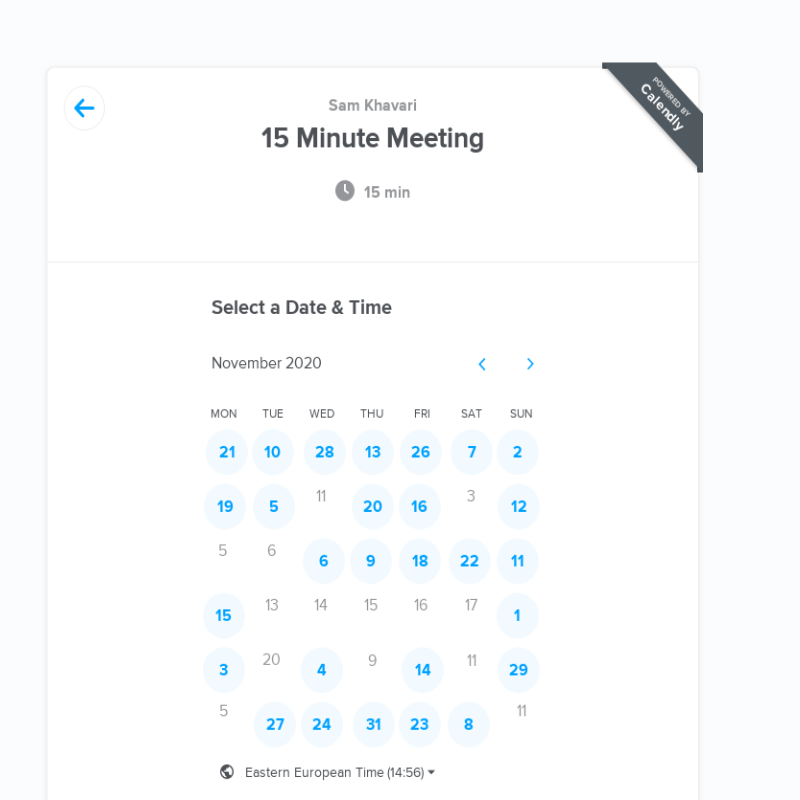 POWERED BY
Calendly
Sam Khavari
15 Minute Meeting
15 min
Select a Date & Time
November 2020
MON TUE WED THU FRI SAT SUN
21 10 28 13 26 7 2
19 5 11 20 16 3 12
5 6 6 9 18 22 11
15 13 14 15 16 17 1
3 20 4 9 14 11 29
5 27 24 31 23 8 11
Eastern European Time (14:56)